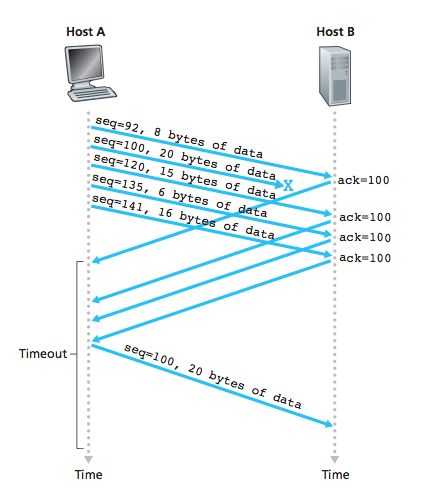 Host A
Host B
seq=92, 8 bytes of data
seq=100, 20 bytes of data
X
seq=120, 15 bytes of data
seq=135, 6 bytes of data
seq=141, 16 bytes of data
ack=100
ack=100
ack=100
ack=100
Timeout
seq=100, 20 bytes of data
Time
Time